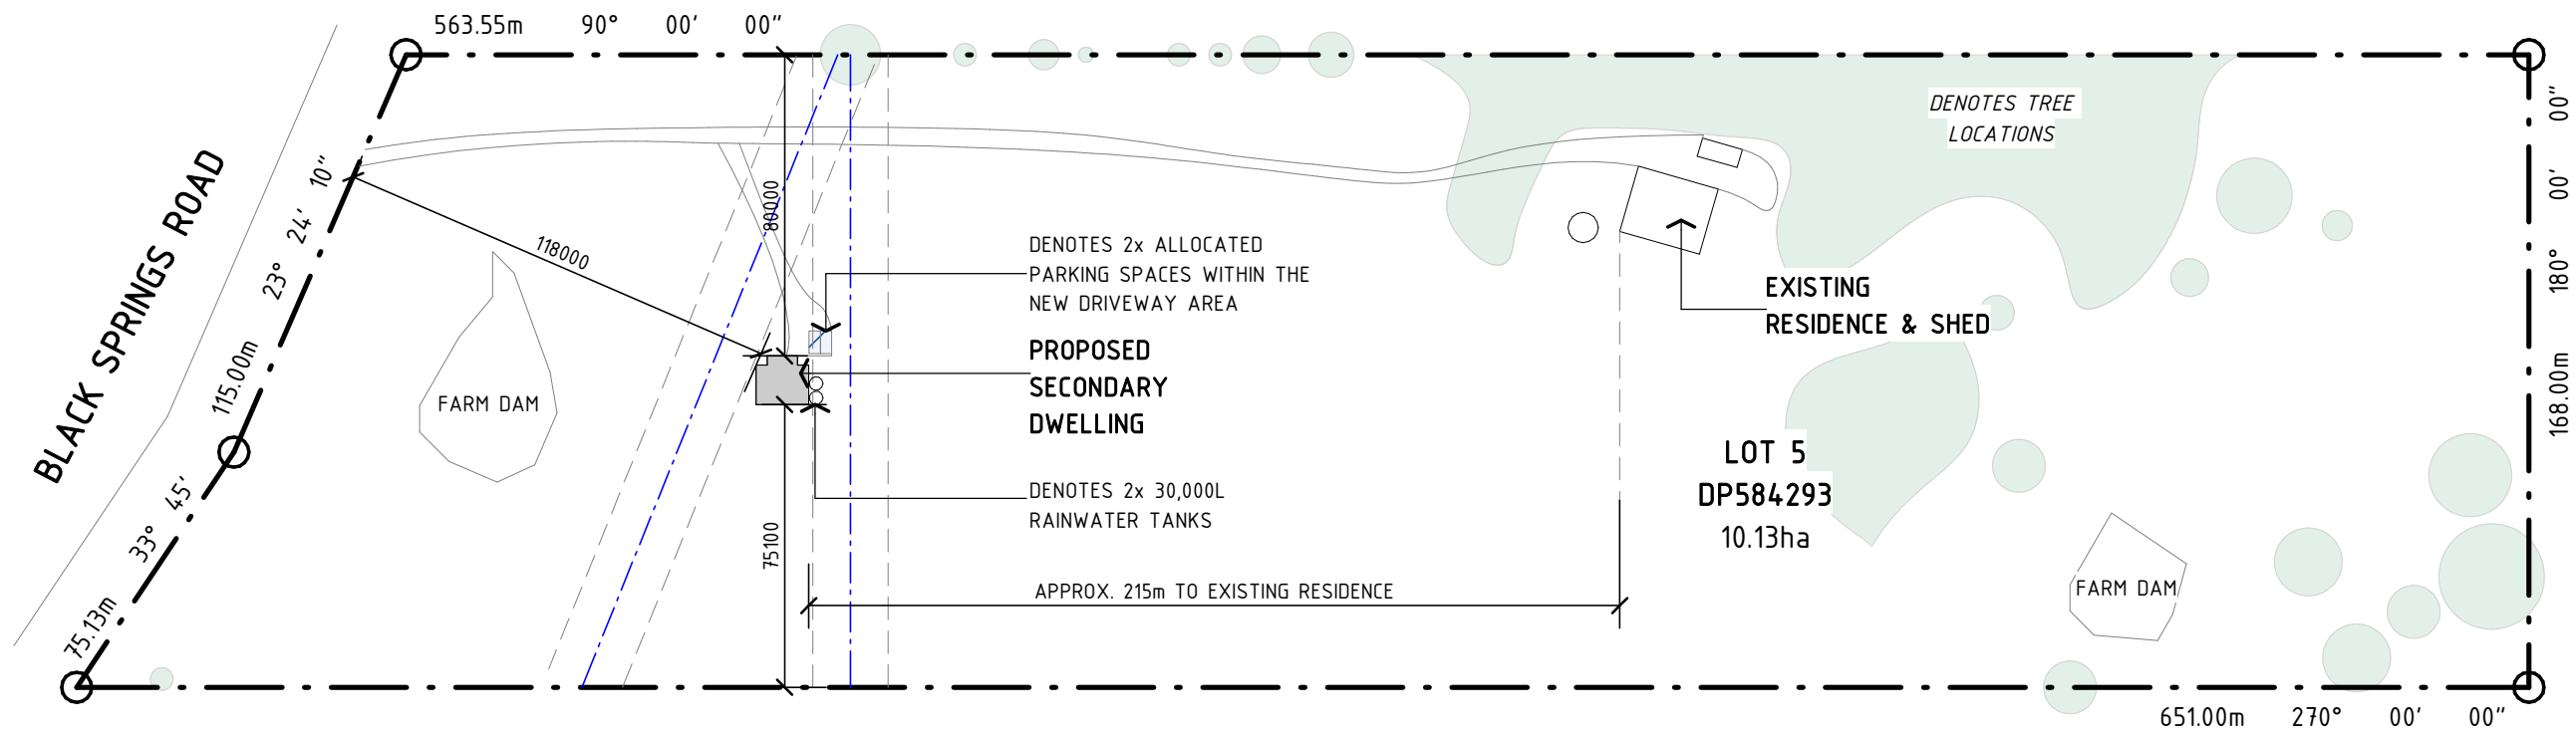 563.55m 90° 00' 00"
BLACK SPRINGS ROAD
115.00m 23° 24' 10"
75.13m 33° 45'
118000
80000
75100
FARM DAM
DENOTES 2x ALLOCATED
PARKING SPACES WITHIN THE
NEW DRIVEWAY AREA
PROPOSED
SECONDARY
DWELLING
DENOTES 2x 30,000L
RAINWATER TANKS
APPROX. 215m TO EXISTING RESIDENCE
DENOTES TREE
LOCATIONS
EXISTING
RESIDENCE & SHED
LOT 5
DP584293
10.13ha
FARM DAM
168.00m 180° 00' 00"
651.00m 270° 00' 00"